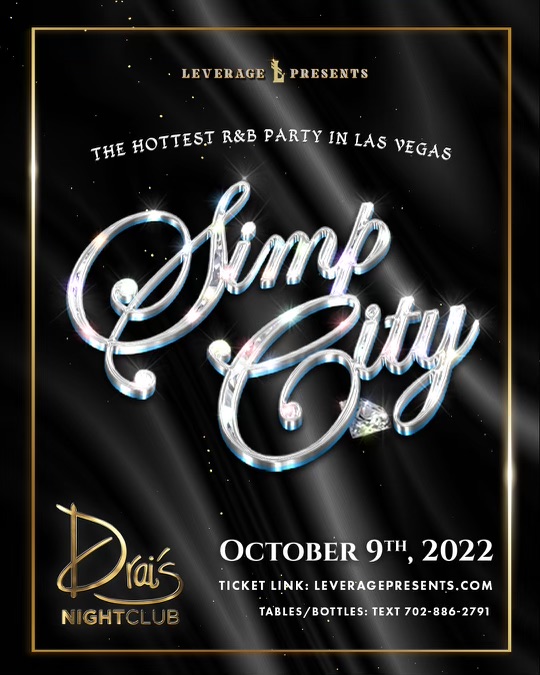 LEVERAGE L PRESENTS
THE HOTTEST R&B PARTY IN LAS VEGAS
Simp
City
Drai's
NIGHTCLUB
OCTOBER 9TH, 2022
TICKET LINK: LEVERAGEPRESENTS.COM
TABLES/BOTTLES: TEXT 702-886-2791